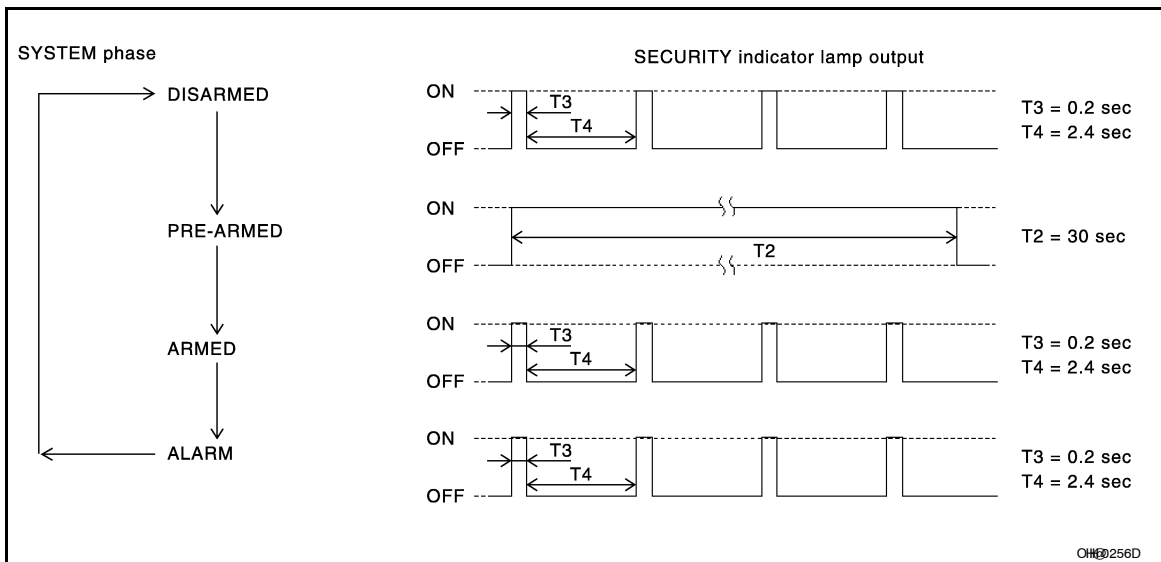 SYSTEM phase
SECURITY indicator lamp output
DISARMED
ON
OFF
T3
T4
T3 = 0.2 sec
T4 = 2.4 sec
PRE-ARMED
ON
OFF
T2
T2 = 30 sec
ARMED
ON
OFF
T3
T4
T3 = 0.2 sec
T4 = 2.4 sec
ALARM
ON
OFF
T3
T4
T3 = 0.2 sec
T4 = 2.4 sec